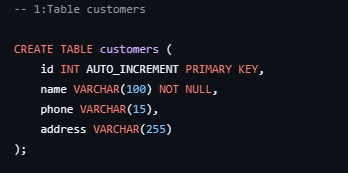 -- 1:Table customers
CREATE TABLE customers (
    id INT AUTO_INCREMENT PRIMARY KEY,
    name VARCHAR(100) NOT NULL,
    phone VARCHAR(15),
    address VARCHAR(255)
);